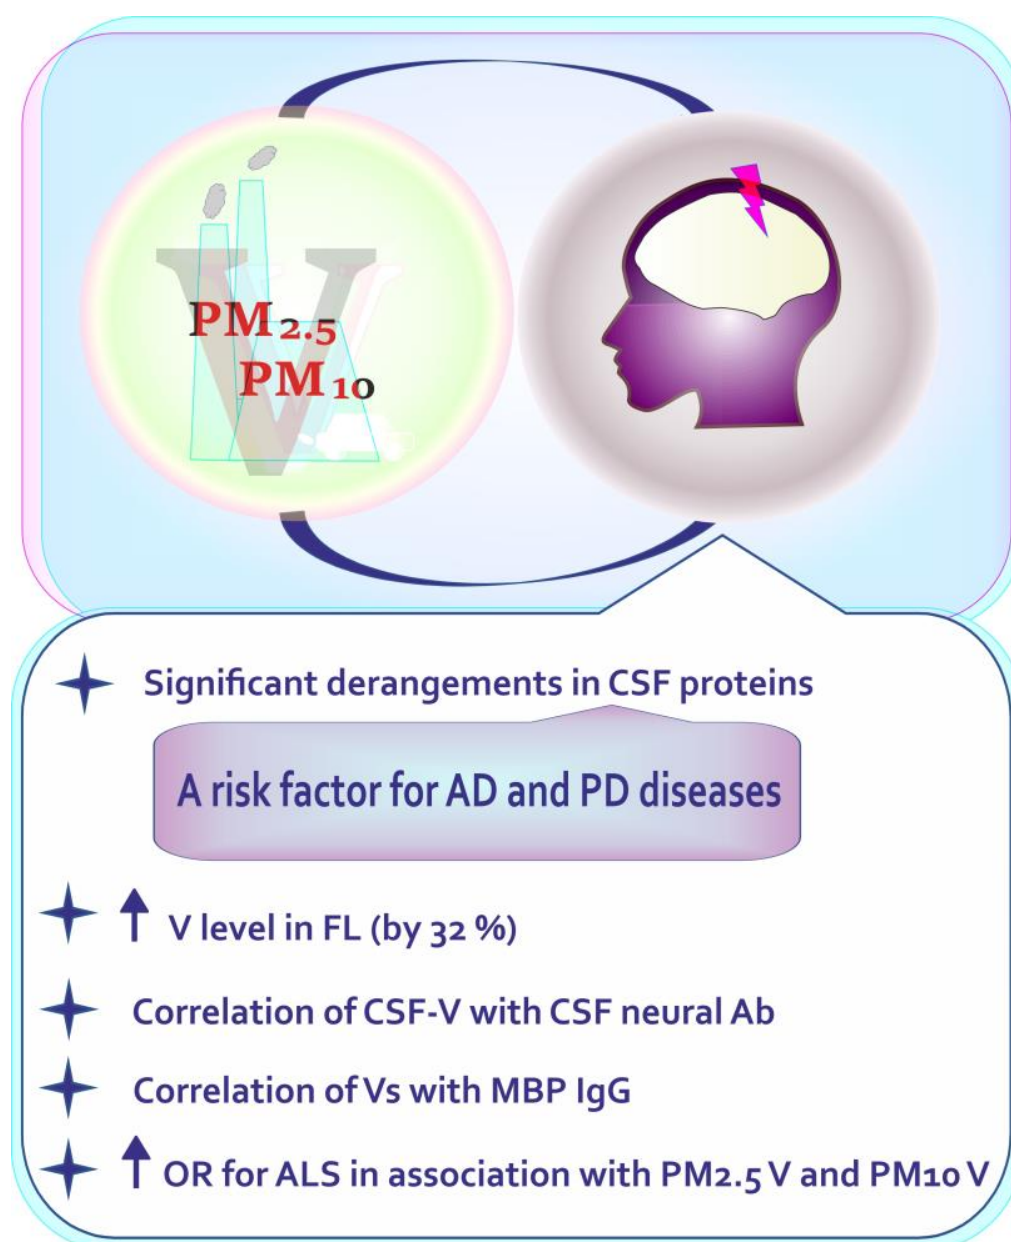 V
PM2.5
PM10
Significant derangements in CSF proteins
A risk factor for AD and PD diseases
↑ V level in FL (by 32 %)
Correlation of CSF-V with CSF neural Ab
Correlation of Vs with MBP IgG
↑ OR for ALS in association with PM2.5 V and PM10 V